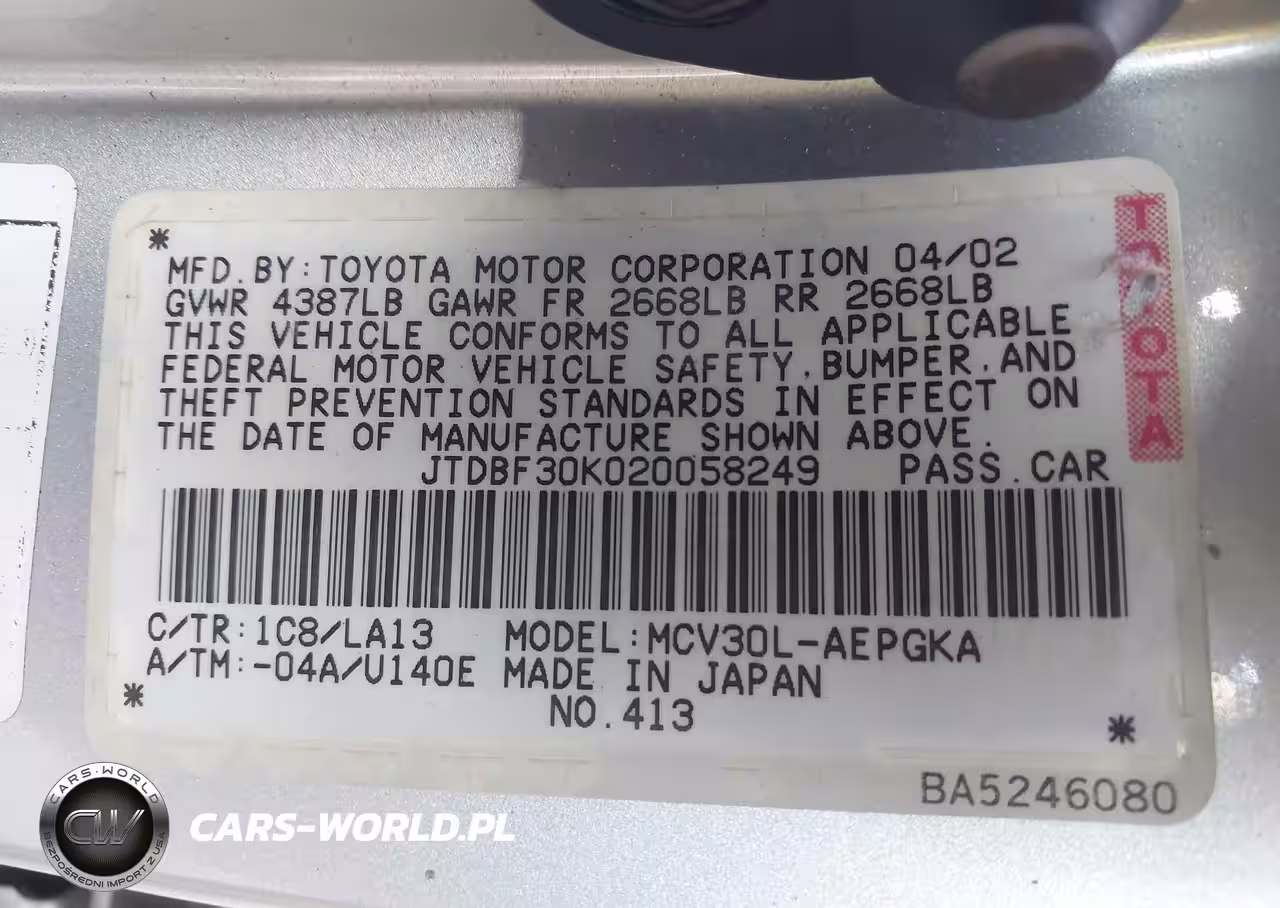 *
MFD.BY:TOYOTA MOTOR CORPORATION 04/02
GVWR 4387LB GAWR FR 2668LB RR 2668LB
THIS VEHICLE CONFORMS TO ALL APPLICABLE
FEDERAL MOTOR VEHICLE SAFETY,BUMPER,AND
THEFT PREVENTION STANDARDS IN EFFECT ON
THE DATE OF MANUFACTURE SHOWN ABOVE.
JTDBF30K020058249 PASS.CAR
C/TR:1C8/LA13 MODEL:MCV30L-AEPGKA
A/TM:-04A/U140E MADE IN JAPAN
* NO.413 *
BA5246080
TOYOTA
CARS-WORLD
CW
BEZPOŚREDNI IMPORT Z USA
CARS-WORLD.PL